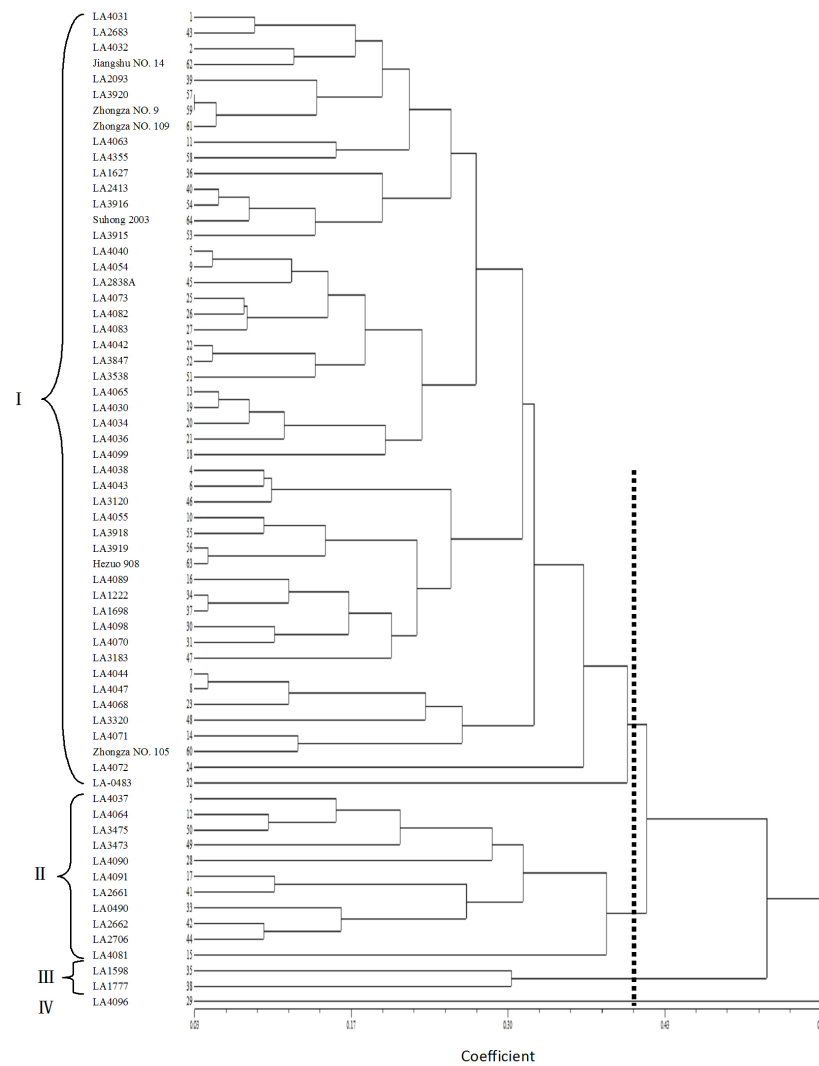 LA4031 1
LA2683 43
LA4032 2
Jiangshu NO. 14 62
LA2093 39
LA3920 57
Zhongza NO. 9 59
Zhongza NO. 109 61
LA4063 11
LA4355 58
LA1627 36
LA2413 40
LA3916 54
Suhong 2003 64
LA3915 53
LA4040 5
LA4054 9
LA2838A 45
LA4073 25
LA4082 26
LA4083 27
LA4042 22
LA3847 52
LA3538 51
LA4065 13
I
LA4030 19
LA4034 20
LA4036 21
LA4099 18
LA4038 4
LA4043 6
LA3120 46
LA4055 10
LA3918 55
LA3919 56
Hezuo 908 63
LA4089 16
LA1222 34
LA1698 37
LA4098 30
LA4070 31
LA3183 47
LA4044 7
LA4047 8
LA4068 23
LA3320 48
LA4071 14
Zhongza NO. 105 60
LA4072 24
LA-0483 32
LA4037 3
LA4064 12
LA3475 50
LA3473 49
LA4090 28
II
LA4091 17
LA2661 41
LA0490 33
LA2662 42
LA2706 44
LA4081 15
LA1598 35
III
LA1777 38
IV LA4096 29
0.03 0.17 0.30 0.43
Coefficient